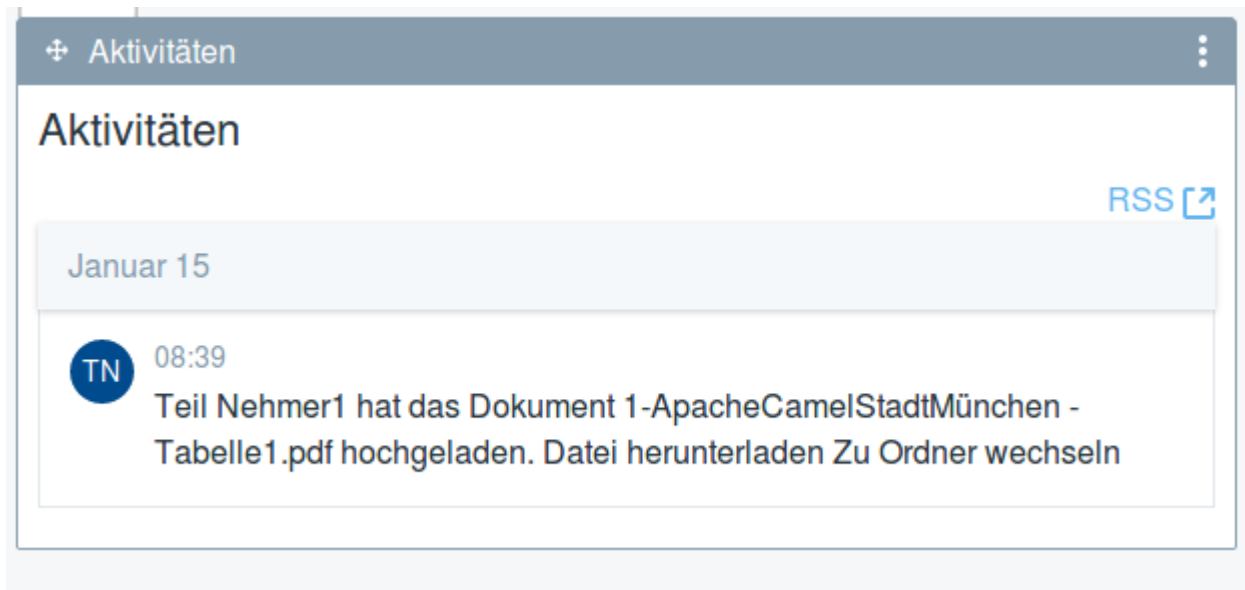 Aktivitäten
Aktivitäten
RSS
Januar 15
TN
08:39
Teil Nehmer1 hat das Dokument 1-ApacheCamelStadtMünchen -
Tabelle1.pdf hochgeladen. Datei herunterladen Zu Ordner wechseln